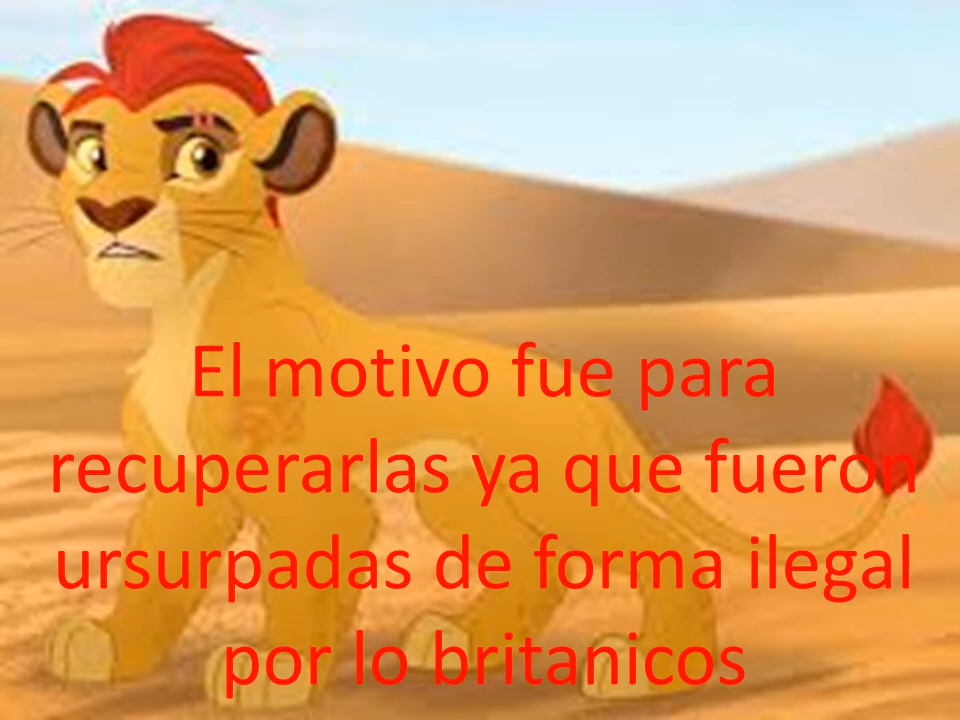 El motivo fue para
recuperarlas ya que fueron
ursurpadas de forma ilegal
por lo britanicos